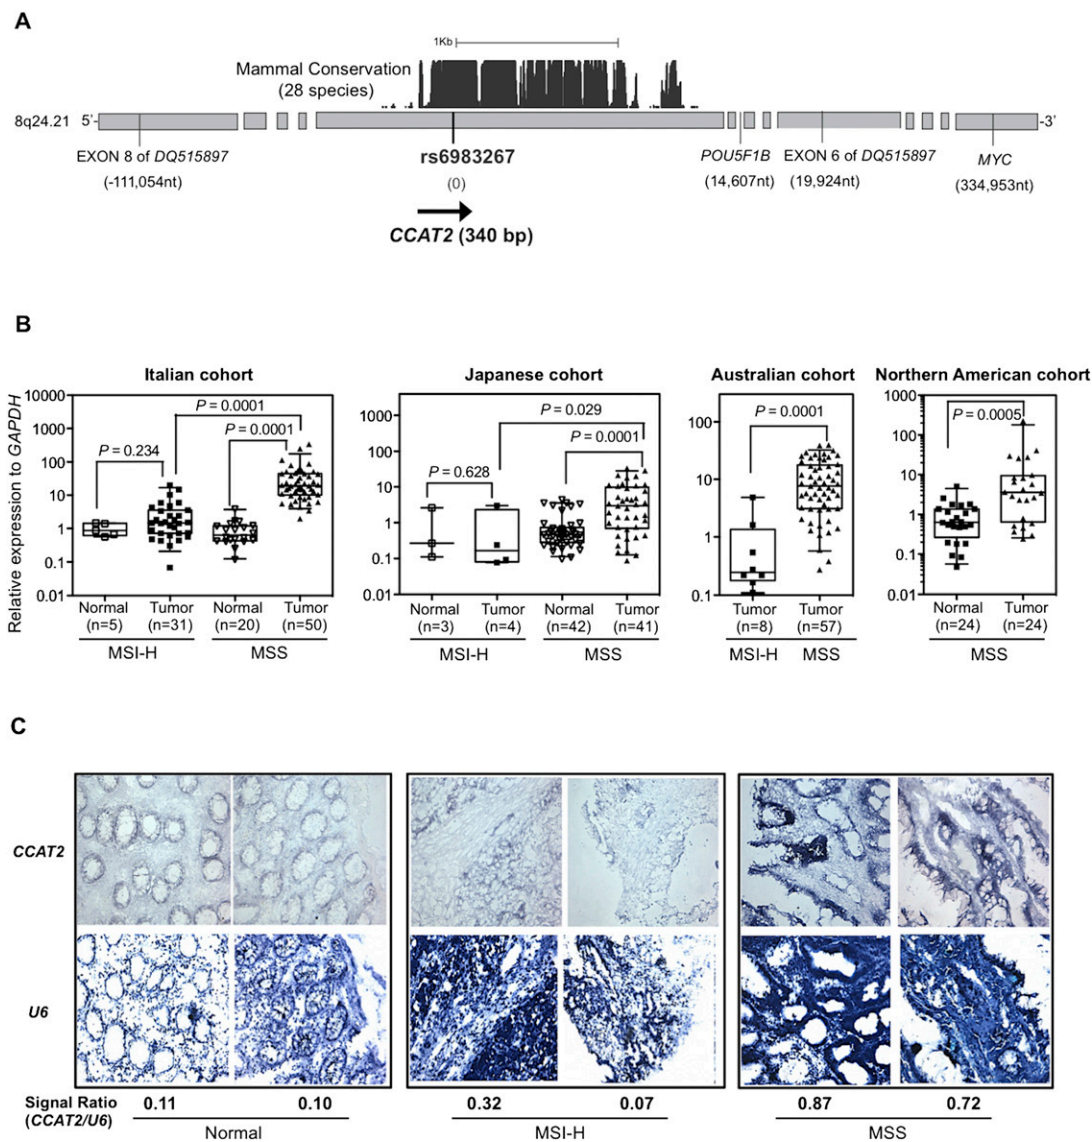 A
1Kb
Mammal Conservation
(28 species)
8q24.21 5'- -3'
EXON 8 of DQ515897
(-111,054nt)
rs6983267
(0)
CCAT2 (340 bp)
POU5F1B
(14,607nt)
EXON 6 of DQ515897
(19,924nt)
MYC
(334,953nt)
B
Relative expression to GAPDH
Italian cohort
10000
1000
100
10
1
0.1
0.01
P = 0.234
P = 0.0001
P = 0.0001
Normal
(n=5)
Tumor
(n=31)
Normal
(n=20)
Tumor
(n=50)
MSI-H
MSS
Japanese cohort
1000
100
10
1
0.1
0.01
P = 0.628
P = 0.029
P = 0.0001
Normal
(n=3)
Tumor
(n=4)
Normal
(n=42)
Tumor
(n=41)
MSI-H
MSS
Australian cohort
100
10
1
0.1
P = 0.0001
Tumor
(n=8)
MSI-H
Tumor
(n=57)
MSS
Northern American cohort
1000
100
10
1
0.1
0.01
P = 0.0005
Normal
(n=24)
Tumor
(n=24)
MSS
C
CCAT2
U6
Signal Ratio
(CCAT2/U6)
0.11 0.10 0.32 0.07 0.87 0.72
Normal MSI-H MSS